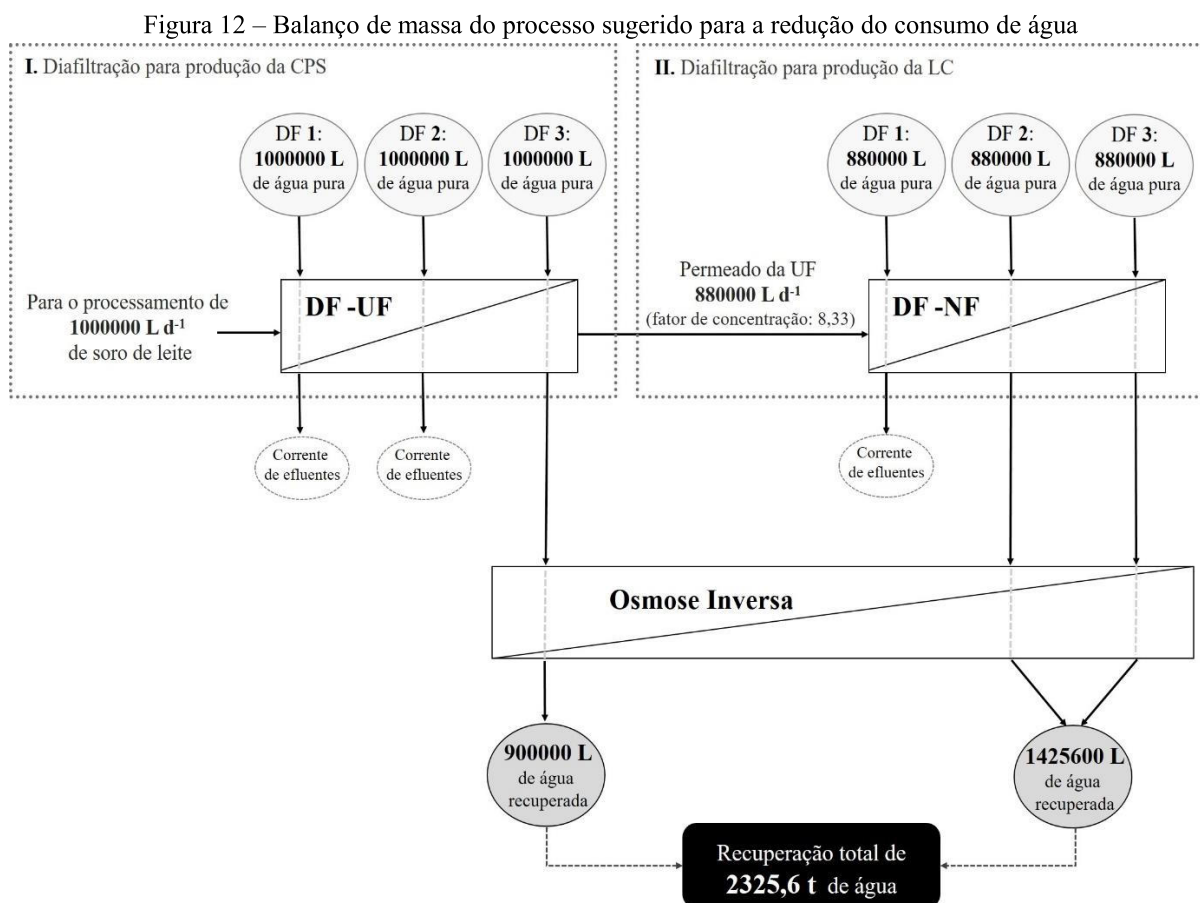 Figura 12 – Balanço de massa do processo sugerido para a redução do consumo de água
I. Diafiltração para produção da CPS
DF 1:
1000000 L
de água pura
DF 2:
1000000 L
de água pura
DF 3:
1000000 L
de água pura
Para o processamento de
1000000 L d-1
de soro de leite
DF -UF
Corrente
de efluentes
Corrente
de efluentes
II. Diafiltração para produção da LC
DF 1:
880000 L
de água pura
DF 2:
880000 L
de água pura
DF 3:
880000 L
de água pura
Permeado da UF
880000 L d-1
(fator de concentração: 8,33)
DF -NF
Corrente
de efluentes
Osmose Inversa
900000 L
de água
recuperada
1425600 L
de água
recuperada
Recuperação total de
2325,6 t de água